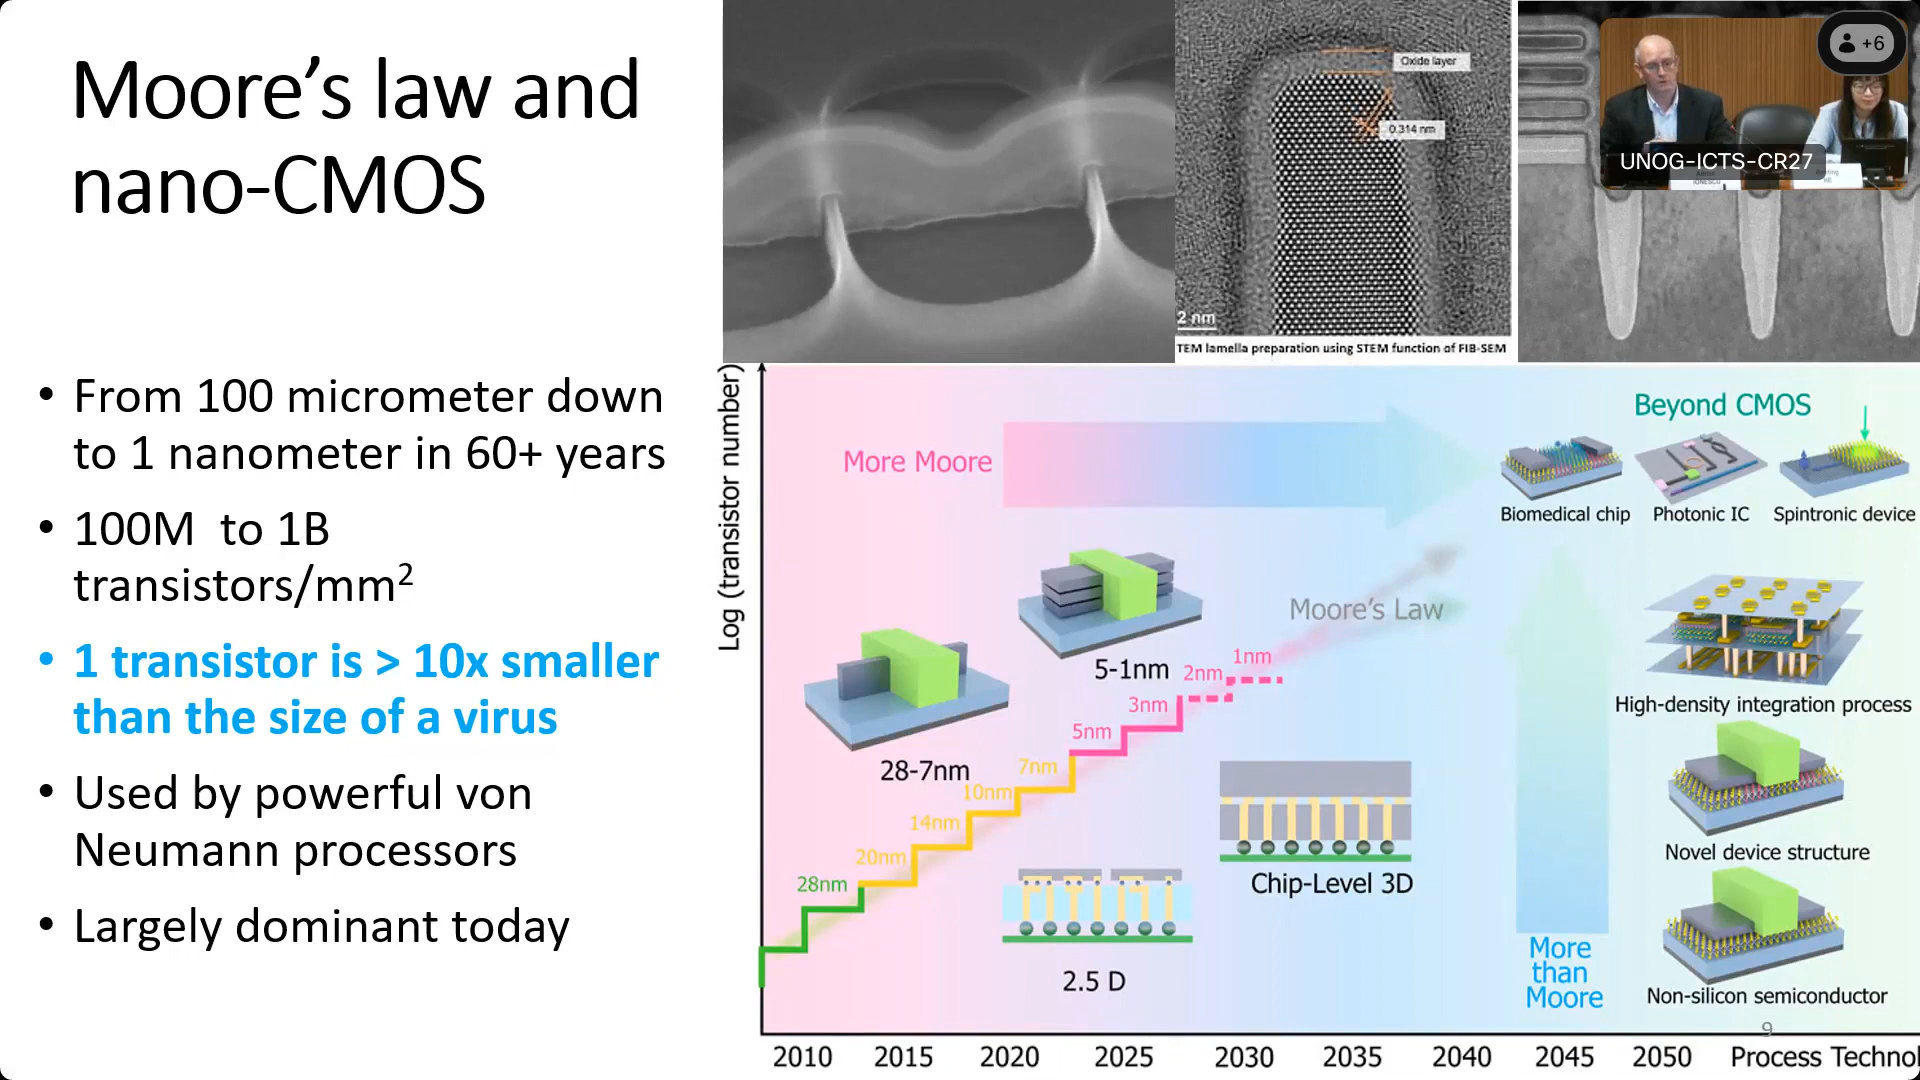 Moore's law and
nano-CMOS
• From 100 micrometer down
to 1 nanometer in 60+ years
• 100M to 1B
transistors/mm²
• 1 transistor is > 10x smaller
than the size of a virus
• Used by powerful von
Neumann processors
• Largely dominant today
Oxide layer
0.314 nm
2 nm
TEM lamella preparation using STEM function of FIB-SEM
+6
UNOG-ICTS-CR27
IONESCU
HE
Log (transistor number)
More Moore
Beyond CMOS
Biomedical chip
Photonic IC
Spintronic device
Moore's Law
5-1nm
28-7nm
28nm
20nm
14nm
10nm
7nm
5nm
3nm
2nm
1nm
High-density integration process
Chip-Level 3D
2.5 D
Novel device structure
More
than
Moore
Non-silicon semiconductor
9
2010 2015 2020 2025 2030 2035 2040 2045 2050 Process Technol